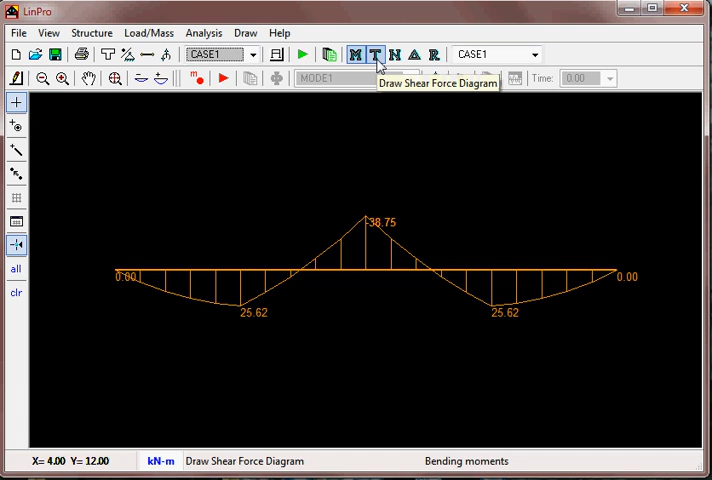 LinPro
File View Structure Load/Mass Analysis Draw Help
CASE1 M T N R CASE1
m MODE1 Time: 0.00
Draw Shear Force Diagram
-38.75
0.00 0.00
25.62 25.62
all
clr
X= 4.00 Y= 12.00 kN-m Draw Shear Force Diagram Bending moments